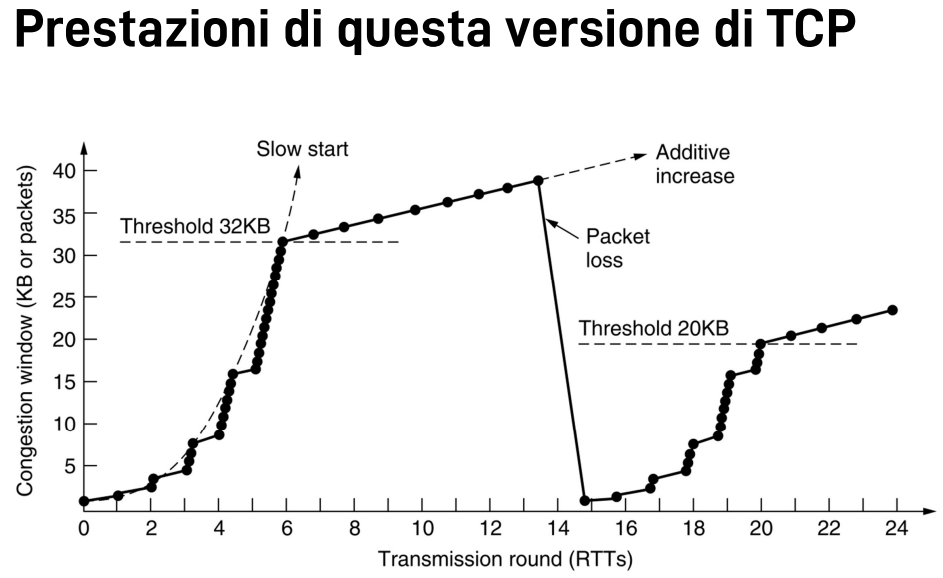 Prestazioni di questa versione di TCP
Slow start
Additive
increase
Threshold 32KB
Packet
loss
Threshold 20KB
Congestion window (KB or packets)
40
35
30
25
20
15
10
5
0
2
4
6
8
10
12
14
16
18
20
22
24
Transmission round (RTTs)